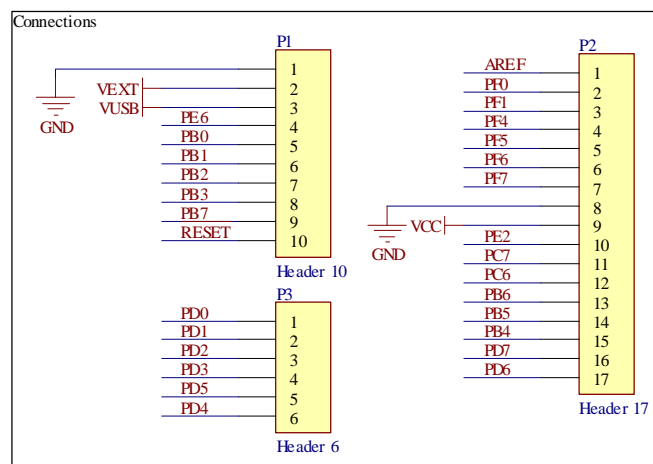 Connections
P1
1
VEXT 2
VUSB 3
GND
PE6 4
PB0 5
PB1 6
PB2 7
PB3 8
PB7 9
RESET 10
Header 10
P3
PD0 1
PD1 2
PD2 3
PD3 4
PD5 5
PD4 6
Header 6
P2
AREF 1
PF0 2
PF1 3
PF4 4
PF5 5
PF6 6
PF7 7
8
VCC 9
GND
PE2 10
PC7 11
PC6 12
PB6 13
PB5 14
PB4 15
PD7 16
PD6 17
Header 17